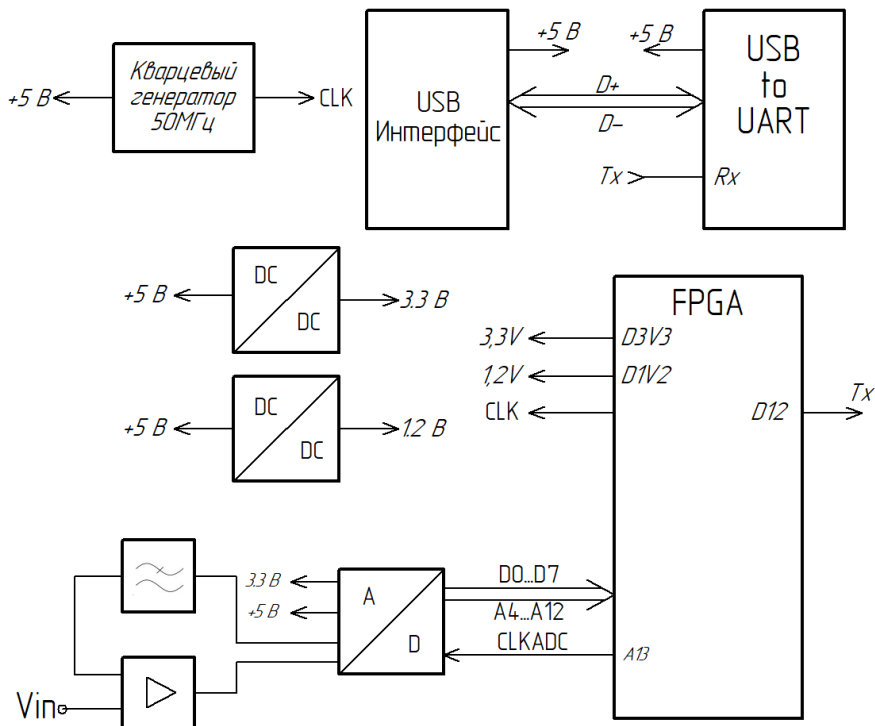 +5 В
Кварцевый
генератор
50МГц
CLK
USB
Интерфейс
+5 В
+5 В
D+
D-
Tx
USB
to
UART
Rx
+5 В
DC
DC
3.3 В
+5 В
DC
DC
1.2 В
FPGA
3,3V
D3V3
1,2V
D1V2
CLK
D12
Tx
3.3 В
+5 В
A
D
D0...D7
A4...A12
CLKADC
A13
Vin